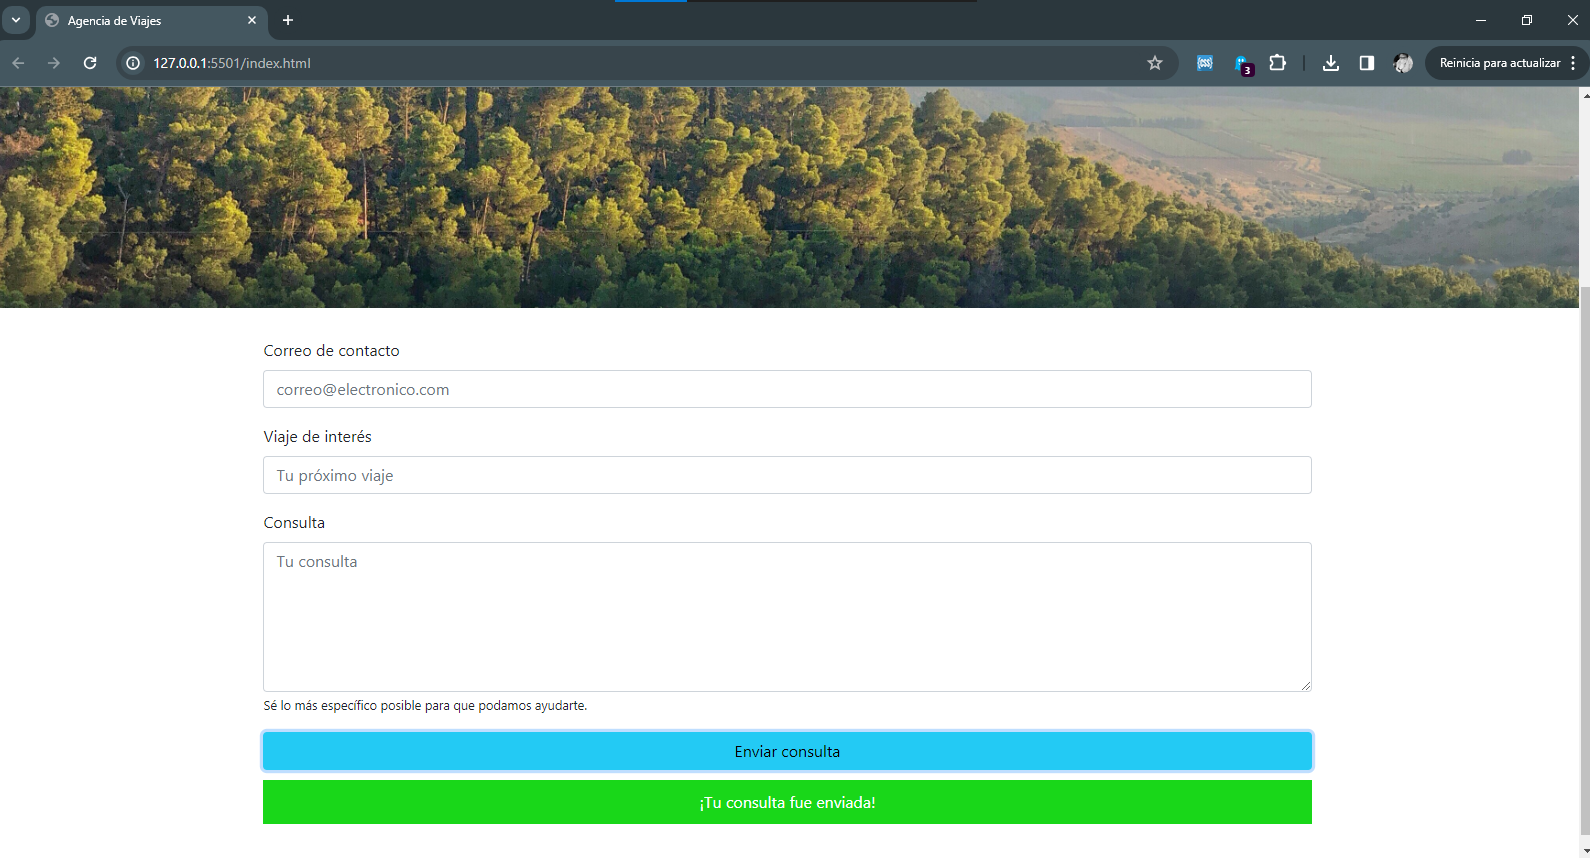 Agencia de Viajes
127.0.0.1:5501/index.html
3
Reinicia para actualizar
Correo de contacto
correo@electronico.com
Viaje de interés
Tu próximo viaje
Consulta
Tu consulta
Sé lo más específico posible para que podamos ayudarte.
Enviar consulta
¡Tu consulta fue enviada!